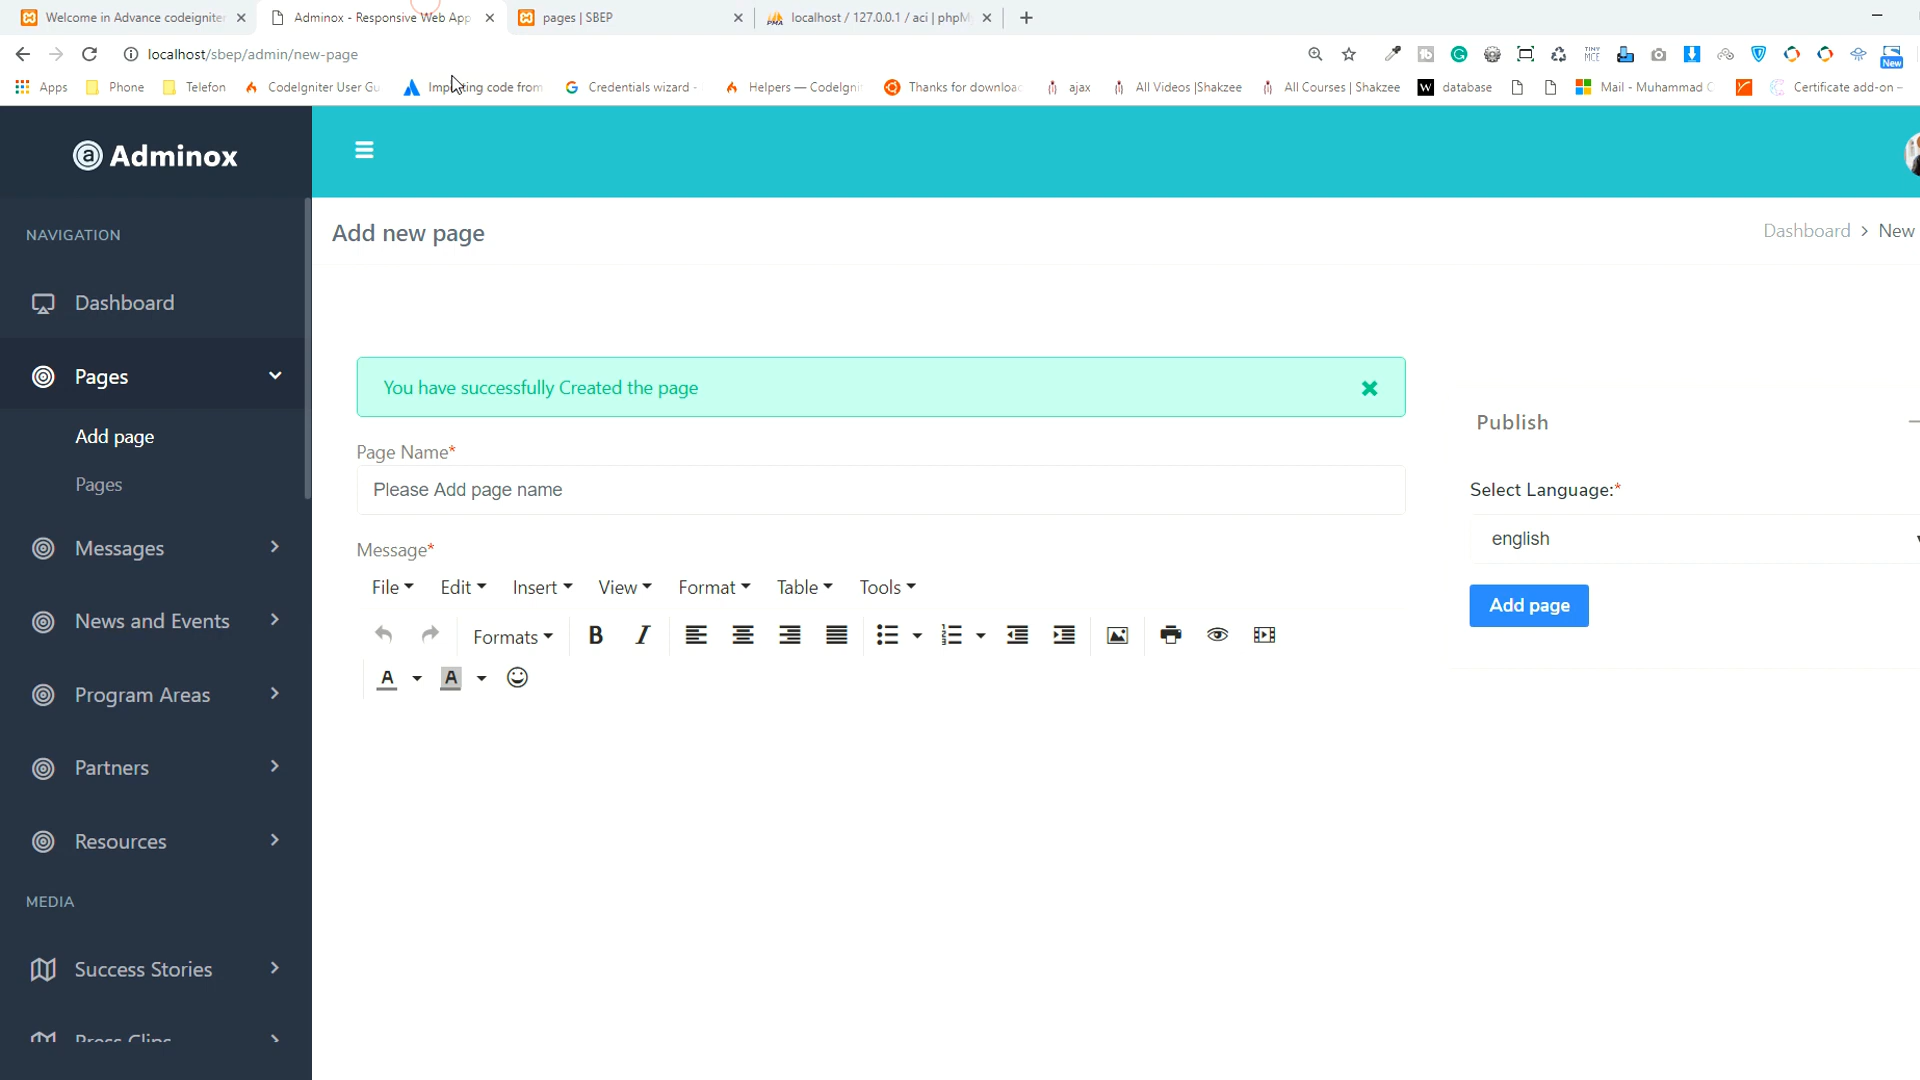 Welcome in Advance codeigniter
Adminox - Responsive Web App
pages | SBEP
localhost / 127.0.0.1 / aci | phpM
localhost/sbep/admin/new-page
TINY
MCE
New
Apps
Phone
Telefon
CodeIgniter User Gu
Importing code from
Credentials wizard -
Helpers — CodeIgni
Thanks for downloa
ajax
All Videos |Shakzee
All Courses | Shakzee
W database
Mail - Muhammad
Certificate add-on –
Adminox
NAVIGATION
Dashboard
Pages
Add page
Pages
Messages
News and Events
Program Areas
Partners
Resources
MEDIA
Success Stories
Press Clips
Add new page
Dashboard > New
You have successfully Created the page
Page Name*
Please Add page name
Message*
File Edit Insert View Format Table Tools
Formats B I
A A
Publish
Select Language:*
english
Add page